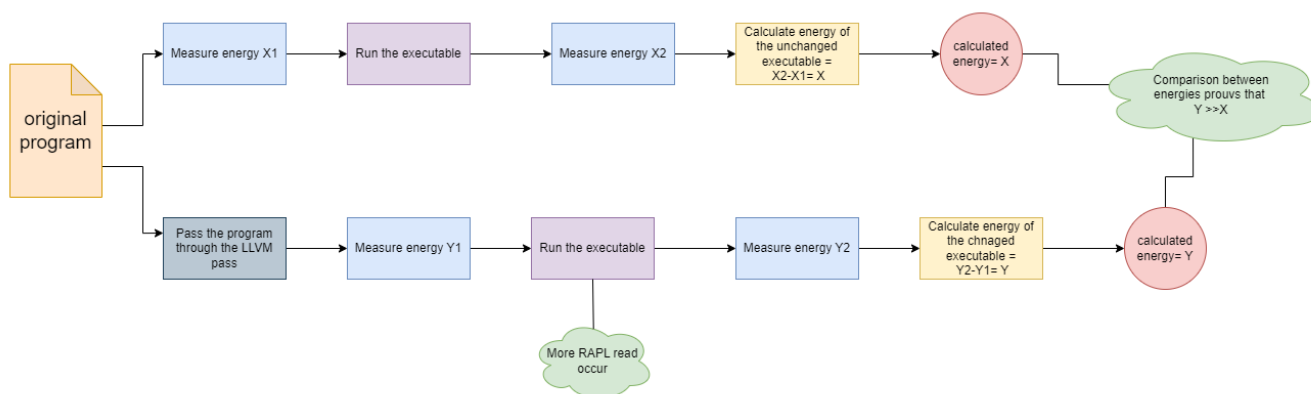 original
program
Measure energy X1
Run the executable
Measure energy X2
Calculate energy of
the unchanged
executable =
X2-X1= X
calculated
energy= X
Comparison between
energies prouvs that
Y >>X
Pass the program
through the LLVM
pass
Measure energy Y1
Run the executable
Measure energy Y2
Calculate energy of
the chnaged
executable =
Y2-Y1= Y
calculated
energy= Y
More RAPL read
occur